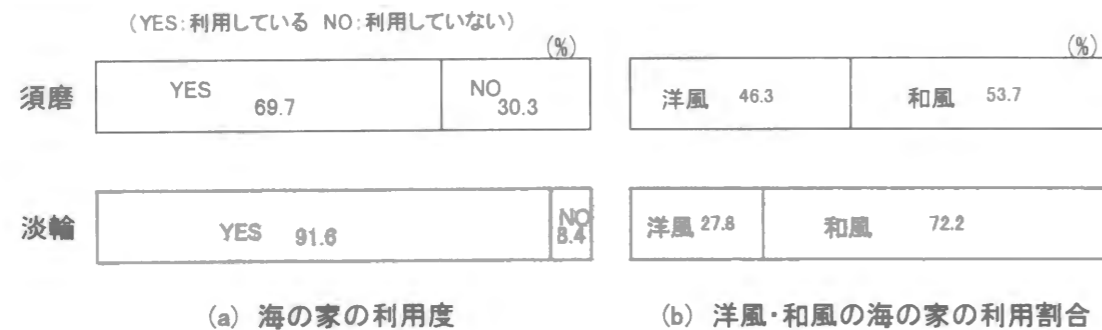 (YES:利用している NO:利用していない)
(%) (%)
須磨 YES 69.7 NO 30.3 洋風 46.3 和風 53.7
淡輪 YES 91.6 NO 8.4 洋風 27.8 和風 72.2
(a) 海の家の利用度 (b) 洋風・和風の海の家の利用割合